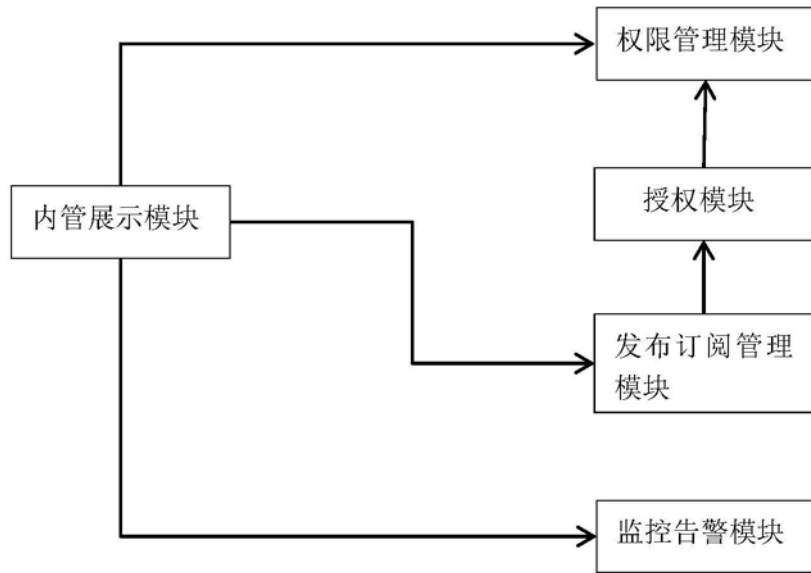 权限管理模块
内管展示模块
授权模块
发布订阅管理
模块
监控告警模块